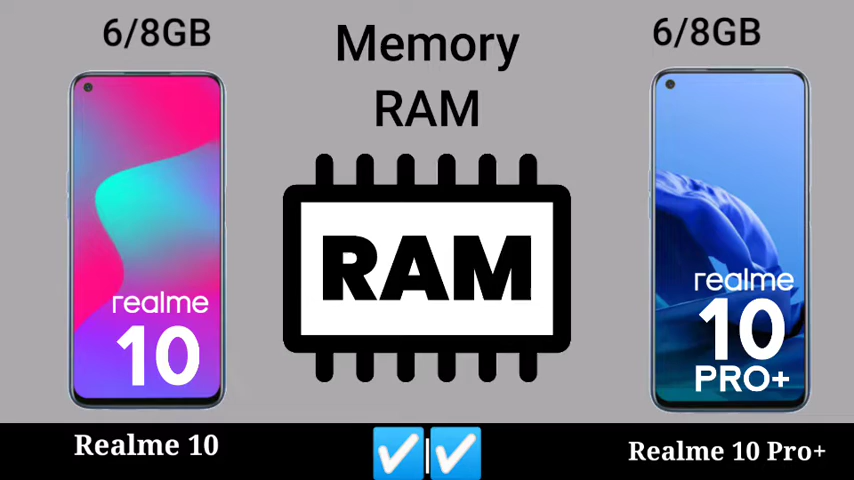 6/8GB
Memory
RAM
6/8GB
RAM
realme
10
realme
10
PRO+
Realme 10
Realme 10 Pro+